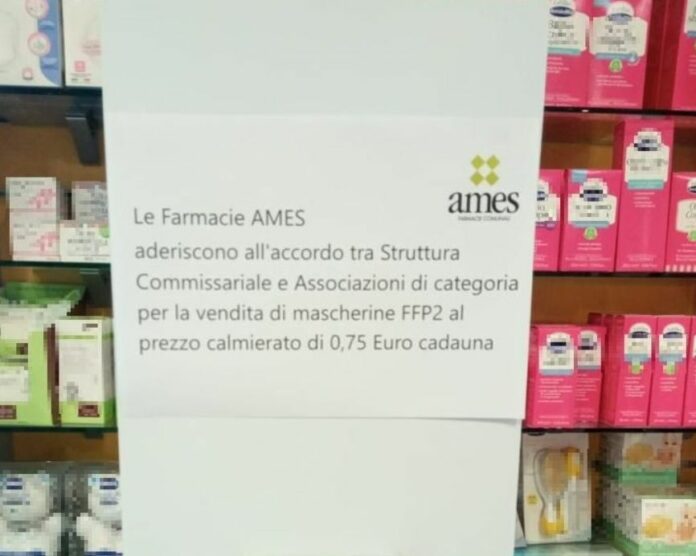 ames
FARMACIE COMUNALI
Le Farmacie AMES
aderiscono all'accordo tra Struttura
Commissariale e Associazioni di categoria
per la vendita di mascherine FFP2 al
prezzo calmierato di 0,75 Euro cadauna